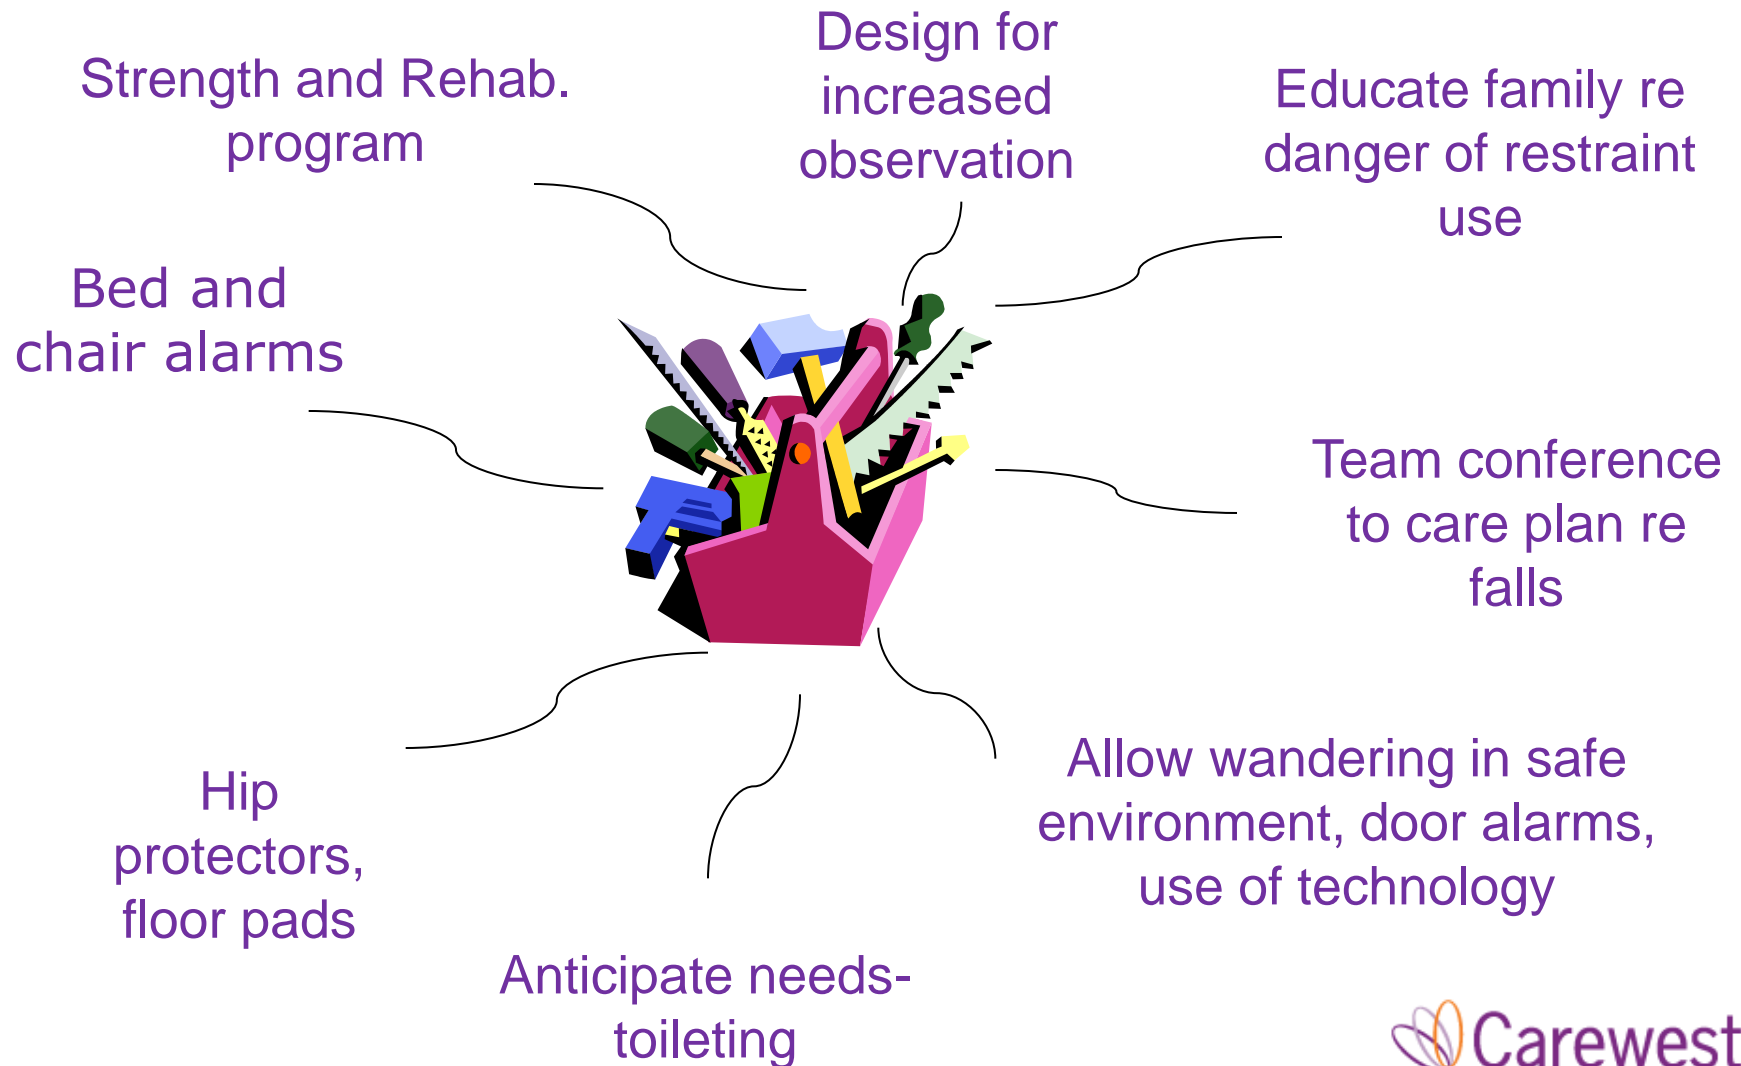 Strength and Rehab.
program
Design for
increased
observation
Educate family re
danger of restraint
use
Bed and
chair alarms
Team conference
to care plan re
falls
Hip
protectors,
floor pads
Allow wandering in safe
environment, door alarms,
use of technology
Anticipate needs-
toileting
Carewest